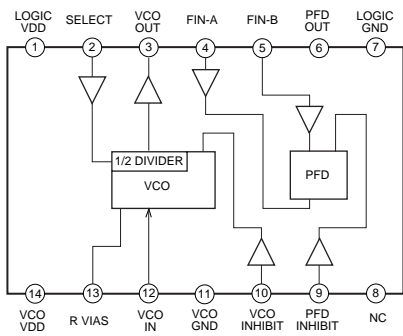 LOGIC
VDD
SELECT
VCO
OUT
FIN-A
FIN-B
PFD
OUT
LOGIC
GND
1
2
3
4
5
6
7
1/2 DIVIDER
VCO
PFD
14
13
12
11
10
9
8
VCO
VDD
R VIAS
VCO
IN
VCO
GND
VCO
INHIBIT
PFD
INHIBIT
NC